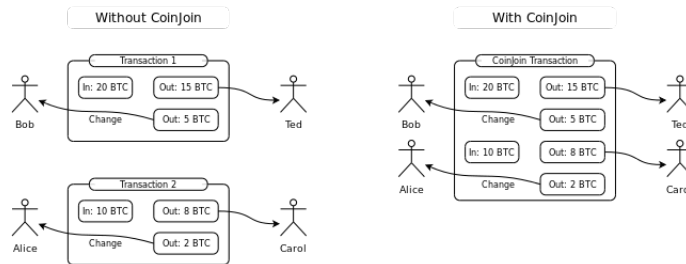 Without CoinJoin
Transaction 1
In: 20 BTC
Out: 15 BTC
Bob
Change
Out: 5 BTC
Ted
Transaction 2
In: 10 BTC
Out: 8 BTC
Alice
Change
Out: 2 BTC
Carol
With CoinJoin
CoinJoin Transaction
In: 20 BTC
Out: 15 BTC
Bob
Change
Out: 5 BTC
Ted
In: 10 BTC
Out: 8 BTC
Alice
Change
Out: 2 BTC
Carol